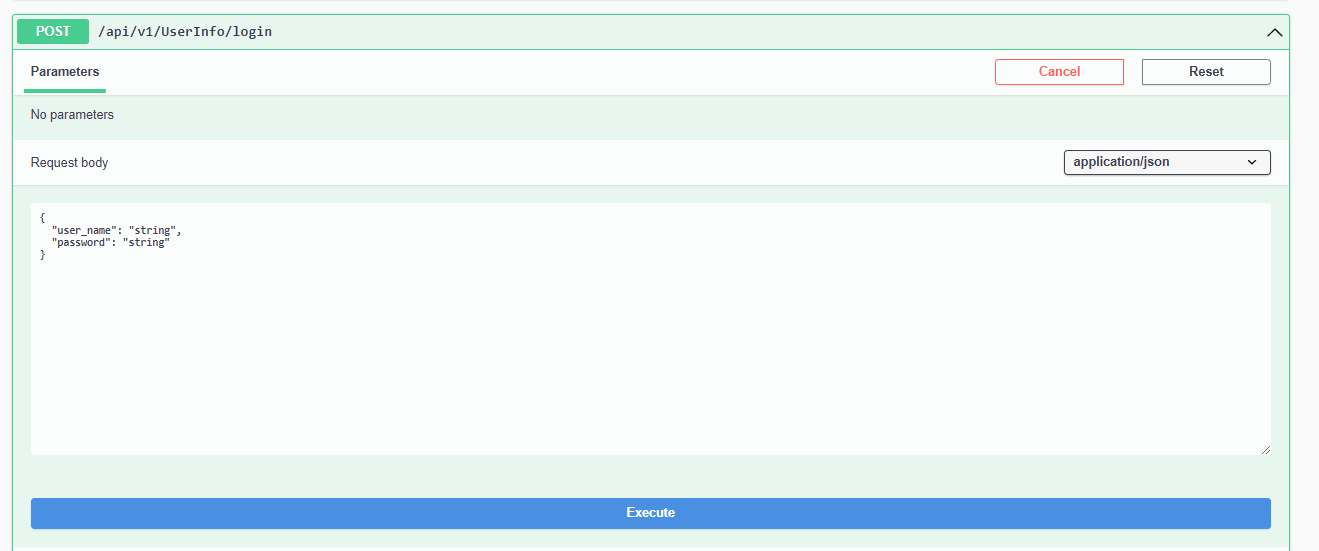 POST /api/v1/UserInfo/login
Parameters Cancel Reset
No parameters
Request body application/json
{
  "user_name": "string",
  "password": "string"
}
Execute